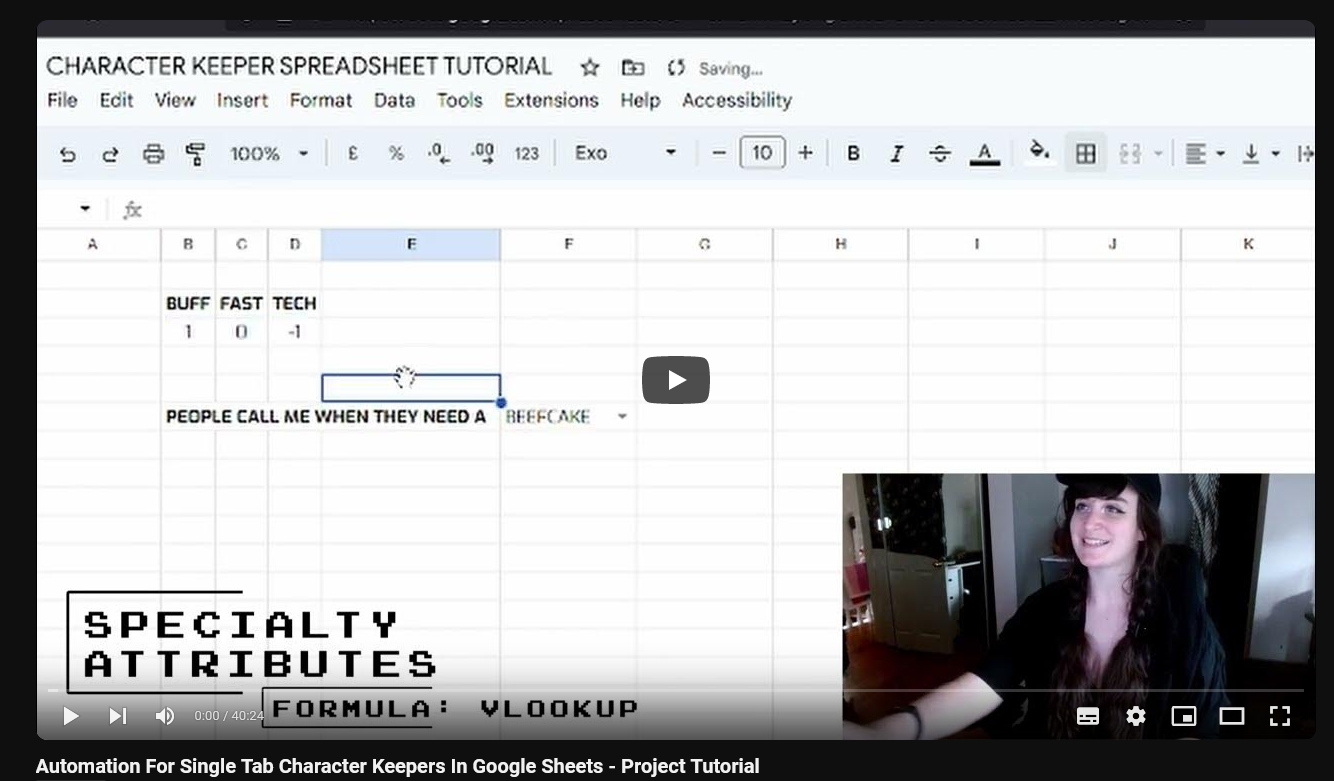 CHARACTER KEEPER SPREADSHEET TUTORIAL Saving...
File Edit View Insert Format Data Tools Extensions Help Accessibility
100% £ % .0 .00 123 Exo 10 B I A
fx
A B C D E F G H I J K
BUFF FAST TECH
1 0 -1
PEOPLE CALL ME WHEN THEY NEED A BEEFCAKE
SPECIALTY
ATTRIBUTES
FORMULA: VLOOKUP
0:00 / 40:24
Automation For Single Tab Character Keepers In Google Sheets - Project Tutorial